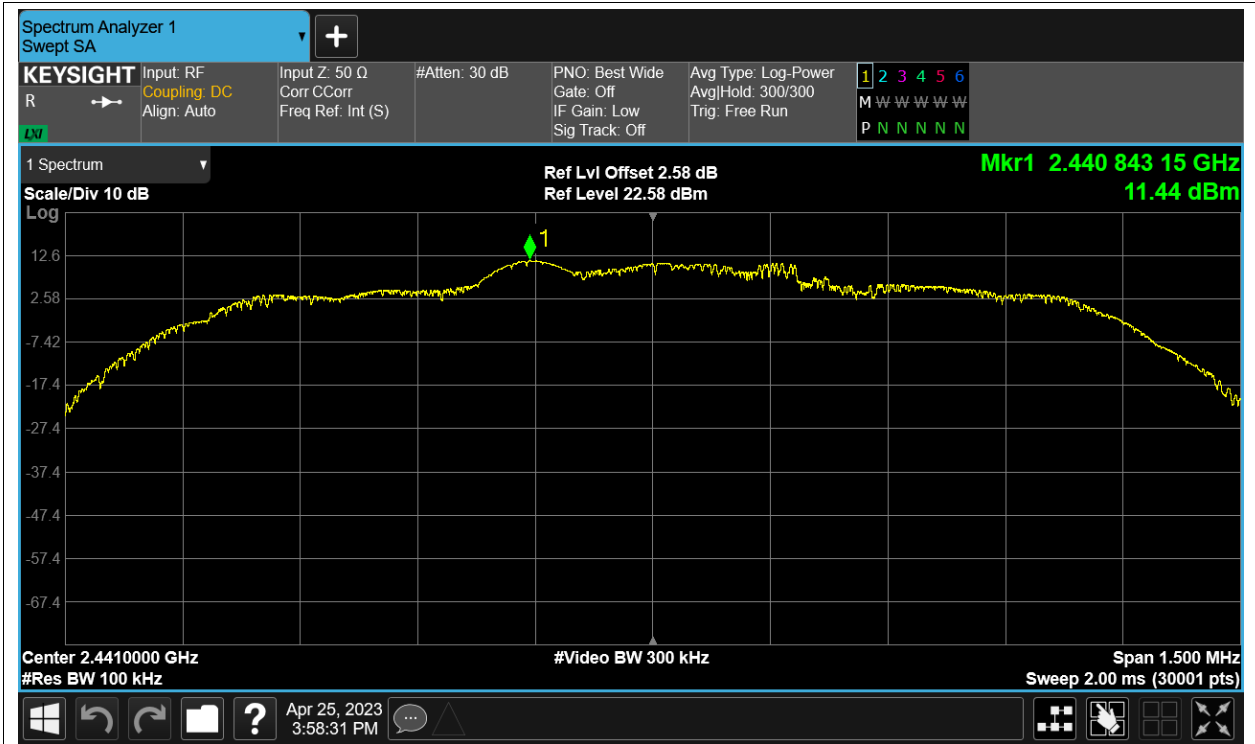 Spectrum Analyzer 1
Swept SA
+
KEYSIGHT
R
LXI
Input: RF
Coupling: DC
Align: Auto
Input Z: 50 Ω
Corr CCorr
Freq Ref: Int (S)
#Atten: 30 dB
PNO: Best Wide
Gate: Off
IF Gain: Low
Sig Track: Off
Avg Type: Log-Power
Avg|Hold: 300/300
Trig: Free Run
1 2 3 4 5 6
M W W W W W
P N N N N N
1 Spectrum
Scale/Div 10 dB
Log
Ref Lvl Offset 2.58 dB
Ref Level 22.58 dBm
Mkr1 2.440 843 15 GHz
11.44 dBm
1
12.6
2.58
-7.42
-17.4
-27.4
-37.4
-47.4
-57.4
-67.4
Center 2.4410000 GHz
#Video BW 300 kHz
Span 1.500 MHz
#Res BW 100 kHz
Sweep 2.00 ms (30001 pts)
?
Apr 25, 2023
3:58:31 PM